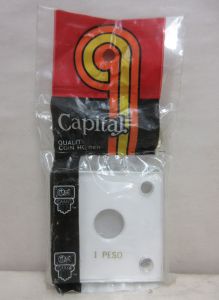 Capital
QUALITY
COIN HOLDER
1 PESO